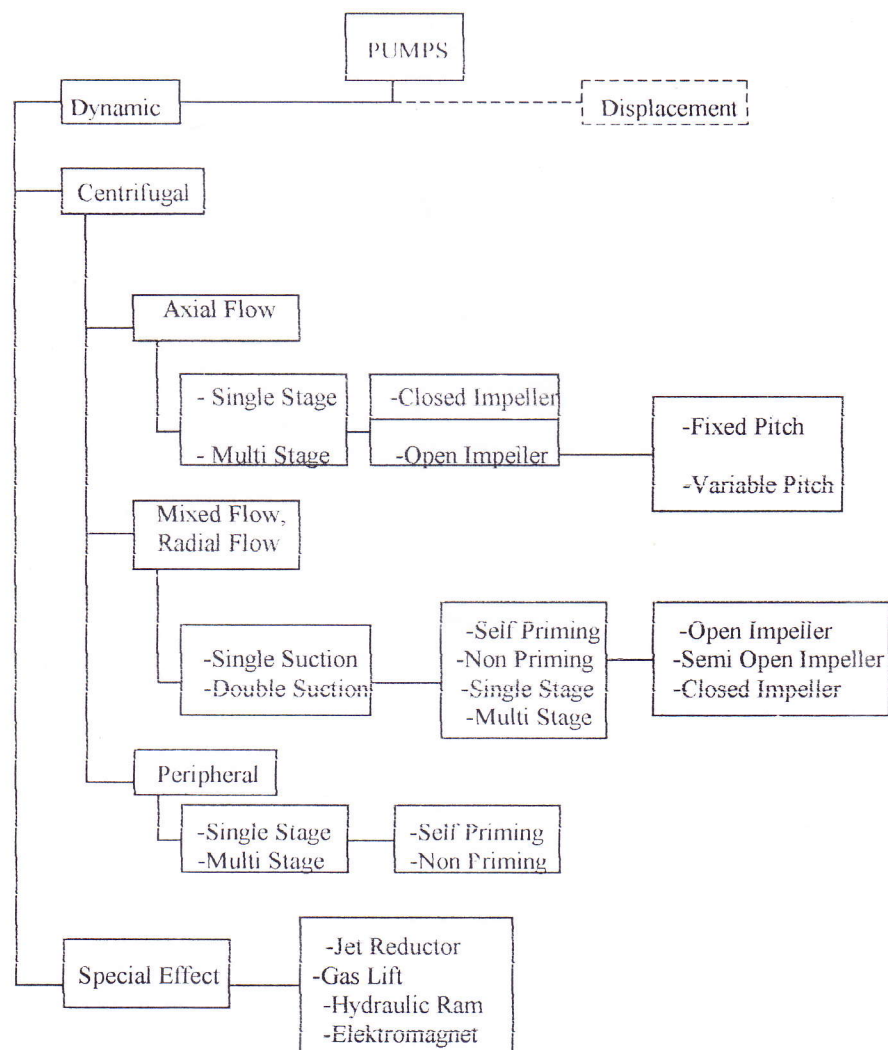 PUMPS
Dynamic
Displacement
Centrifugal
Axial Flow
- Single Stage
- Multi Stage
-Closed Impeller
-Open Impeller
-Fixed Pitch
-Variable Pitch
Mixed Flow,
Radial Flow
-Single Suction
-Double Suction
-Self Priming
-Non Priming
-Single Stage
-Multi Stage
-Open Impeller
-Semi Open Impeller
-Closed Impeller
Peripheral
-Single Stage
-Multi Stage
-Self Priming
-Non Priming
Special Effect
-Jet Reductor
-Gas Lift
-Hydraulic Ram
-Elektromagnet